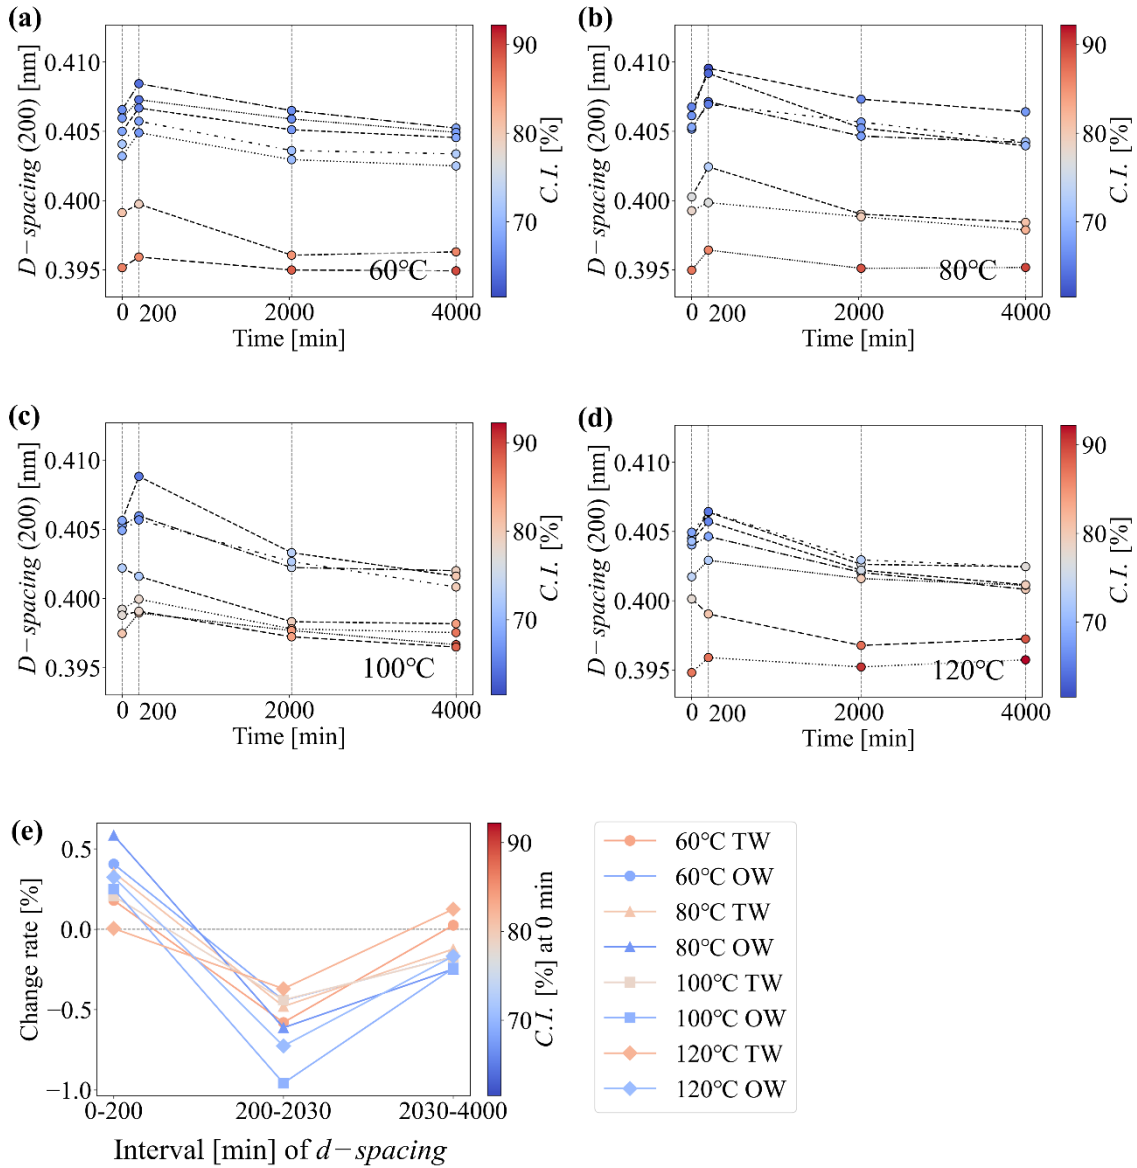 (a)
D−spacing (200) [nm]
0.410
0.405
0.400
0.395
60℃
0 200 2000 4000
Time [min]
90
80
70
C.I. [%]
(b)
D−spacing (200) [nm]
0.410
0.405
0.400
0.395
80℃
0 200 2000 4000
Time [min]
90
80
70
C.I. [%]
(c)
D−spacing (200) [nm]
0.410
0.405
0.400
0.395
100℃
0 200 2000 4000
Time [min]
90
80
70
C.I. [%]
(d)
D−spacing (200) [nm]
0.410
0.405
0.400
0.395
120℃
0 200 2000 4000
Time [min]
90
80
70
C.I. [%]
(e)
Change rate [%]
0.5
0.0
−0.5
−1.0
0-200 200-2030 2030-4000
Interval [min] of d−spacing
90
80
70
C.I. [%] at 0 min
60℃ TW
60℃ OW
80℃ TW
80℃ OW
100℃ TW
100℃ OW
120℃ TW
120℃ OW